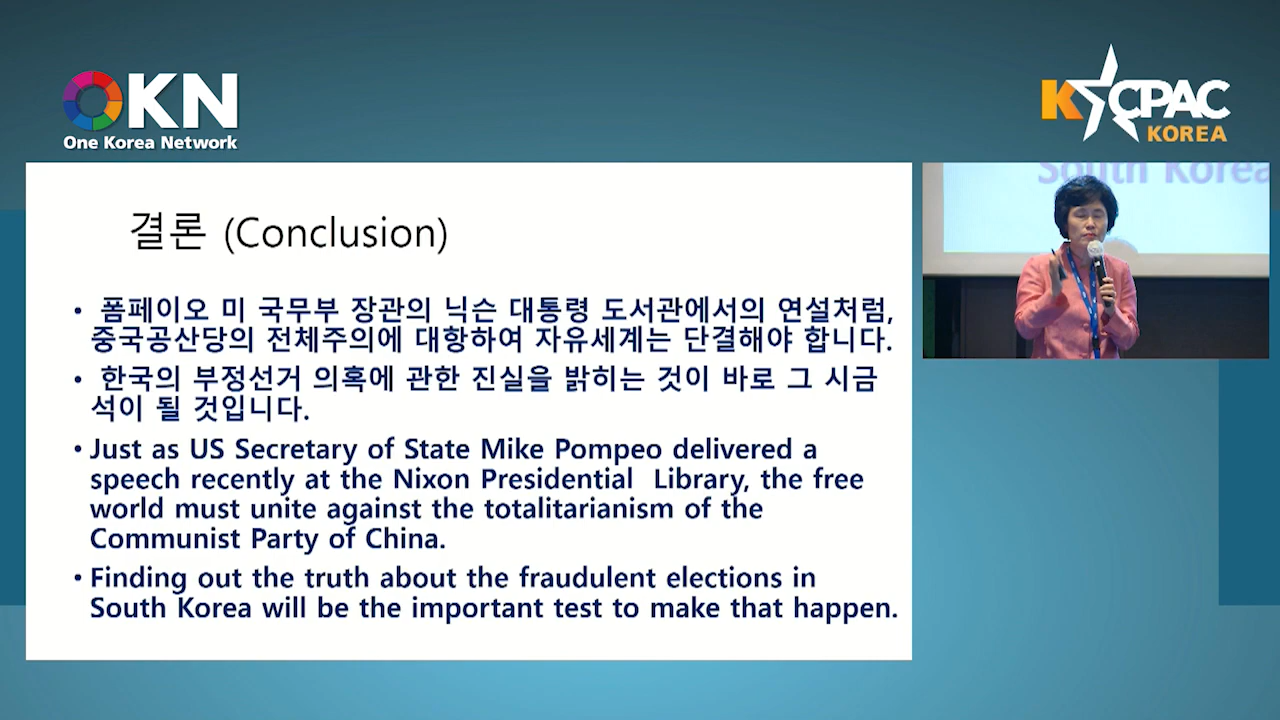 OKN
One Korea Network
K CPAC
KOREA
South Korea
결론 (Conclusion)
• 폼페이오 미 국무부 장관의 닉슨 대통령 도서관에서의 연설처럼,
중국공산당의 전체주의에 대항하여 자유세계는 단결해야 합니다.
• 한국의 부정선거 의혹에 관한 진실을 밝히는 것이 바로 그 시금
석이 될 것입니다.
• Just as US Secretary of State Mike Pompeo delivered a
speech recently at the Nixon Presidential Library, the free
world must unite against the totalitarianism of the
Communist Party of China.
• Finding out the truth about the fraudulent elections in
South Korea will be the important test to make that happen.